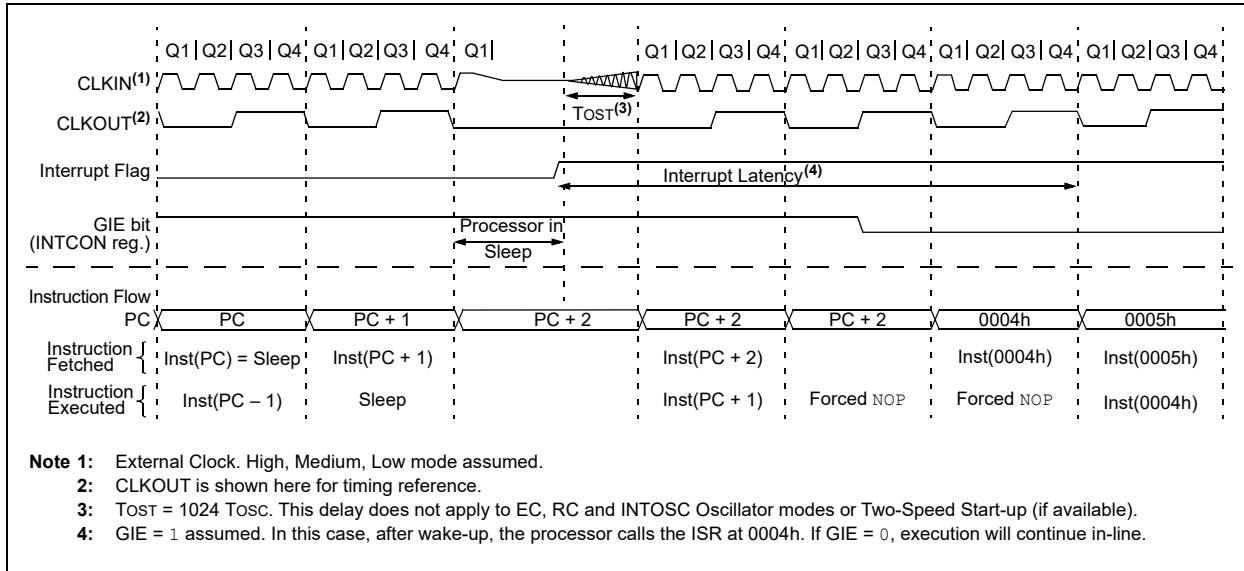 Q1 Q2 Q3 Q4 Q1 Q2 Q3 Q4 Q1 Q1 Q2 Q3 Q4 Q1 Q2 Q3 Q4 Q1 Q2 Q3 Q4 Q1 Q2 Q3 Q4
CLKIN(1)
TOST(3)
CLKOUT(2)
Interrupt Flag
Interrupt Latency(4)
GIE bit
(INTCON reg.)
Processor in
Sleep
Instruction Flow
PC PC PC + 1 PC + 2 PC + 2 PC + 2 0004h 0005h
Instruction
Fetched
Inst(PC) = Sleep Inst(PC + 1) Inst(PC + 2) Inst(0004h) Inst(0005h)
Instruction
Executed
Inst(PC – 1) Sleep Inst(PC + 1) Forced NOP Forced NOP Inst(0004h)
Note 1: External Clock. High, Medium, Low mode assumed.
2: CLKOUT is shown here for timing reference.
3: TOST = 1024 TOSC. This delay does not apply to EC, RC and INTOSC Oscillator modes or Two-Speed Start-up (if available).
4: GIE = 1 assumed. In this case, after wake-up, the processor calls the ISR at 0004h. If GIE = 0, execution will continue in-line.